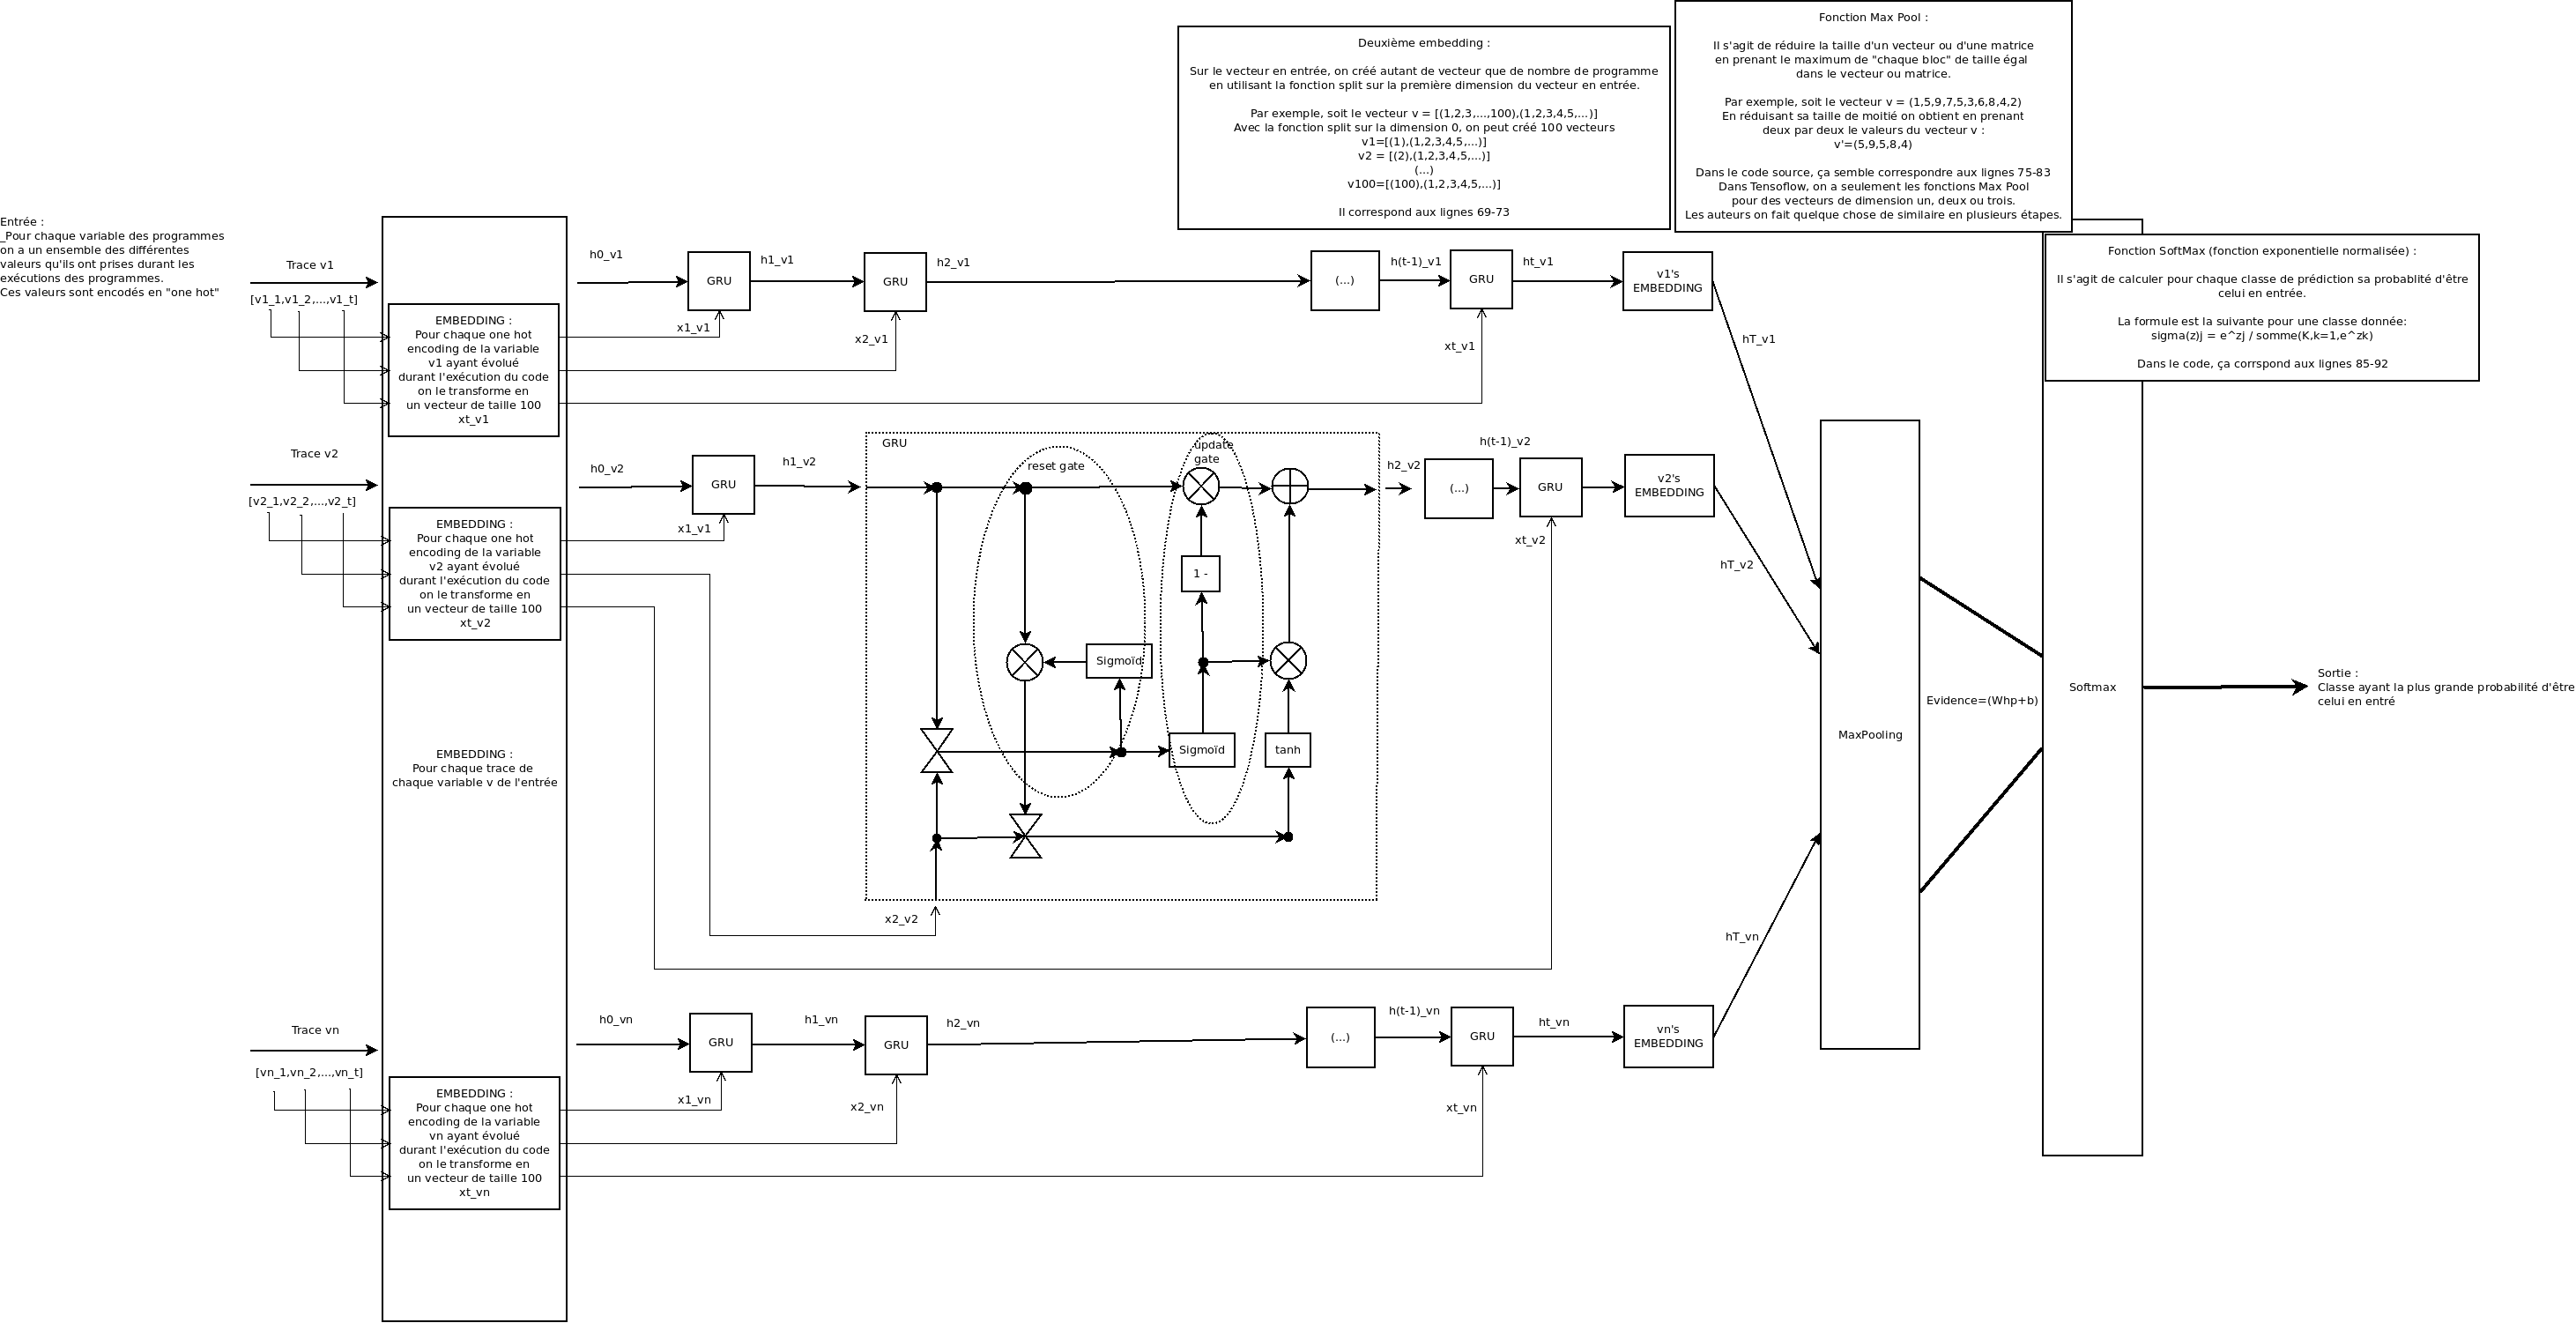 Deuxième embedding :
Sur le vecteur en entrée, on créé autant de vecteur que de nombre de programme
en utilisant la fonction split sur la première dimension du vecteur en entrée.
Par exemple, soit le vecteur v = [(1,2,3,...,100),(1,2,3,4,5,...)]
Avec la fonction split sur la dimension 0, on peut créé 100 vecteurs
v1=[(1),(1,2,3,4,5,...)]
v2 = [(2),(1,2,3,4,5,...)]
(...)
v100=[(100),(1,2,3,4,5,...)]
Il correspond aux lignes 69-73
Fonction Max Pool :
Il s'agit de réduire la taille d'un vecteur ou d'une matrice
en prenant le maximum de "chaque bloc" de taille égal
dans le vecteur ou matrice.
Par exemple, soit le vecteur v = (1,5,9,7,5,3,6,8,4,2)
En réduisant sa taille de moitié on obtient en prenant
deux par deux le valeurs du vecteur v :
v'=(5,9,5,8,4)
Dans le code source, ça semble correspondre aux lignes 75-83
Dans Tensoflow, on a seulement les fonctions Max Pool
pour des vecteurs de dimension un, deux ou trois.
Les auteurs on fait quelque chose de similaire en plusieurs étapes.
Fonction SoftMax (fonction exponentielle normalisée) :
Il s'agit de calculer pour chaque classe de prédiction sa probablité d'être
celui en entrée.
La formule est la suivante pour une classe donnée:
sigma(z)j = e^zj / somme(K,k=1,e^zk)
Dans le code, ça corrspond aux lignes 85-92
Entrée :
_Pour chaque variable des programmes
on a un ensemble des différentes
valeurs qu'ils ont prises durant les
exécutions des programmes.
Ces valeurs sont encodés en "one hot"
Trace v1
[v1_1,v1_2,...,v1_t]
EMBEDDING :
Pour chaque one hot
encoding de la variable
v1 ayant évolué
durant l'exécution du code
on le transforme en
un vecteur de taille 100
xt_v1
h0_v1
GRU
h1_v1
GRU
h2_v1
(...)
h(t-1)_v1
GRU
ht_v1
v1's
EMBEDDING
x1_v1
x2_v1
xt_v1
hT_v1
Trace v2
[v2_1,v2_2,...,v2_t]
EMBEDDING :
Pour chaque one hot
encoding de la variable
v2 ayant évolué
durant l'exécution du code
on le transforme en
un vecteur de taille 100
xt_v2
h0_v2
GRU
h1_v2
x1_v1
GRU
reset gate
update
gate
1 -
Sigmoïd
Sigmoïd
tanh
x2_v2
h2_v2
(...)
h(t-1)_v2
GRU
xt_v2
v2's
EMBEDDING
hT_v2
EMBEDDING :
Pour chaque trace de
chaque variable v de l'entrée
MaxPooling
Evidence=(Whp+b)
Softmax
Sortie :
Classe ayant la plus grande probabilité d'être
celui en entré
Trace vn
[vn_1,vn_2,...,vn_t]
EMBEDDING :
Pour chaque one hot
encoding de la variable
vn ayant évolué
durant l'exécution du code
on le transforme en
un vecteur de taille 100
xt_vn
h0_vn
GRU
h1_vn
GRU
h2_vn
(...)
h(t-1)_vn
GRU
ht_vn
vn's
EMBEDDING
x1_vn
x2_vn
xt_vn
hT_vn